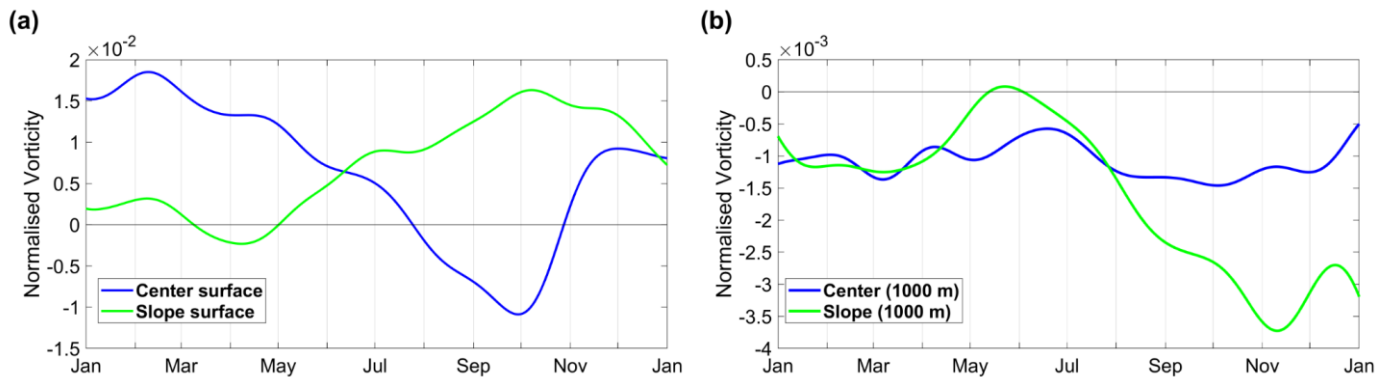 (a)
×10⁻²
2
1.5
1
0.5
0
-0.5
-1
-1.5
Normalised Vorticity
Center surface
Slope surface
Jan Mar May Jul Sep Nov Jan
(b)
×10⁻³
0.5
0
-0.5
-1
-1.5
-2
-2.5
-3
-3.5
-4
Normalised Vorticity
Center (1000 m)
Slope (1000 m)
Jan Mar May Jul Sep Nov Jan